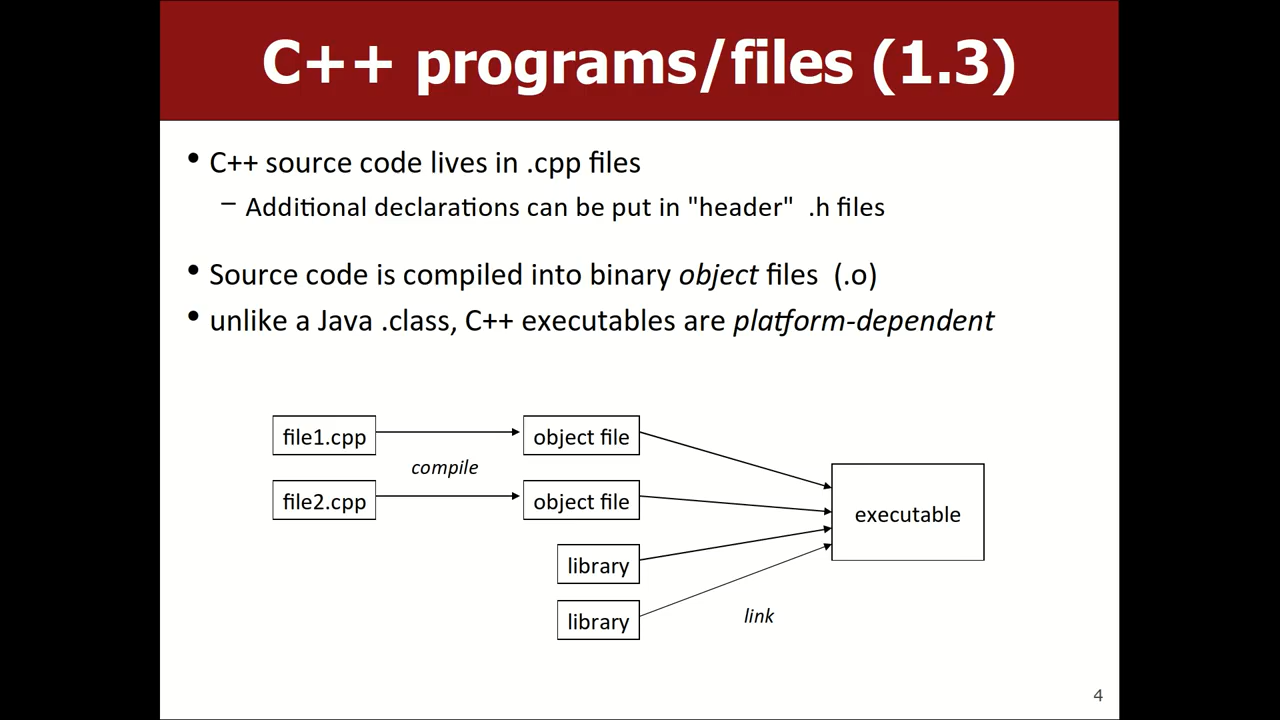 C++ programs/files (1.3)
• C++ source code lives in .cpp files
– Additional declarations can be put in "header" .h files
• Source code is compiled into binary object files (.o)
• unlike a Java .class, C++ executables are platform-dependent
file1.cpp
object file
compile
file2.cpp
object file
executable
library
library
link
4